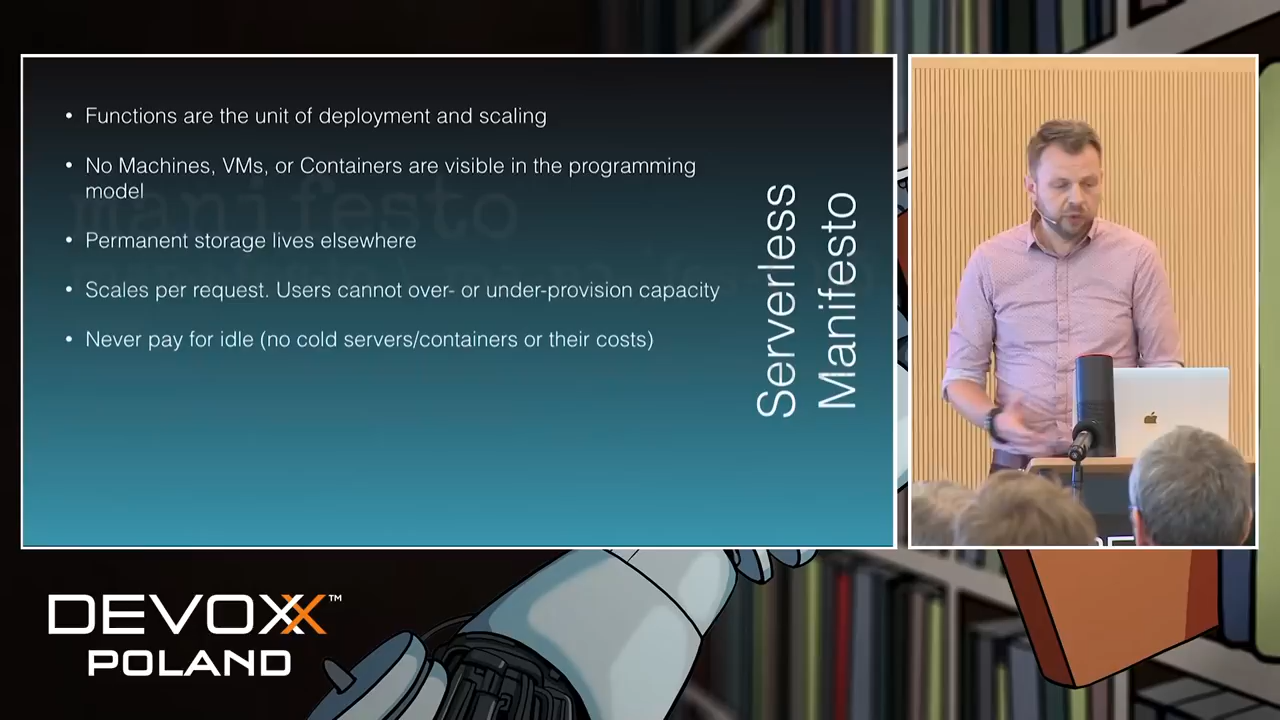 • Functions are the unit of deployment and scaling
• No Machines, VMs, or Containers are visible in the programming
model
• Permanent storage lives elsewhere
• Scales per request. Users cannot over- or under-provision capacity
• Never pay for idle (no cold servers/containers or their costs)
Serverless
Manifesto
manifesto
DEVOXX™
POLAND